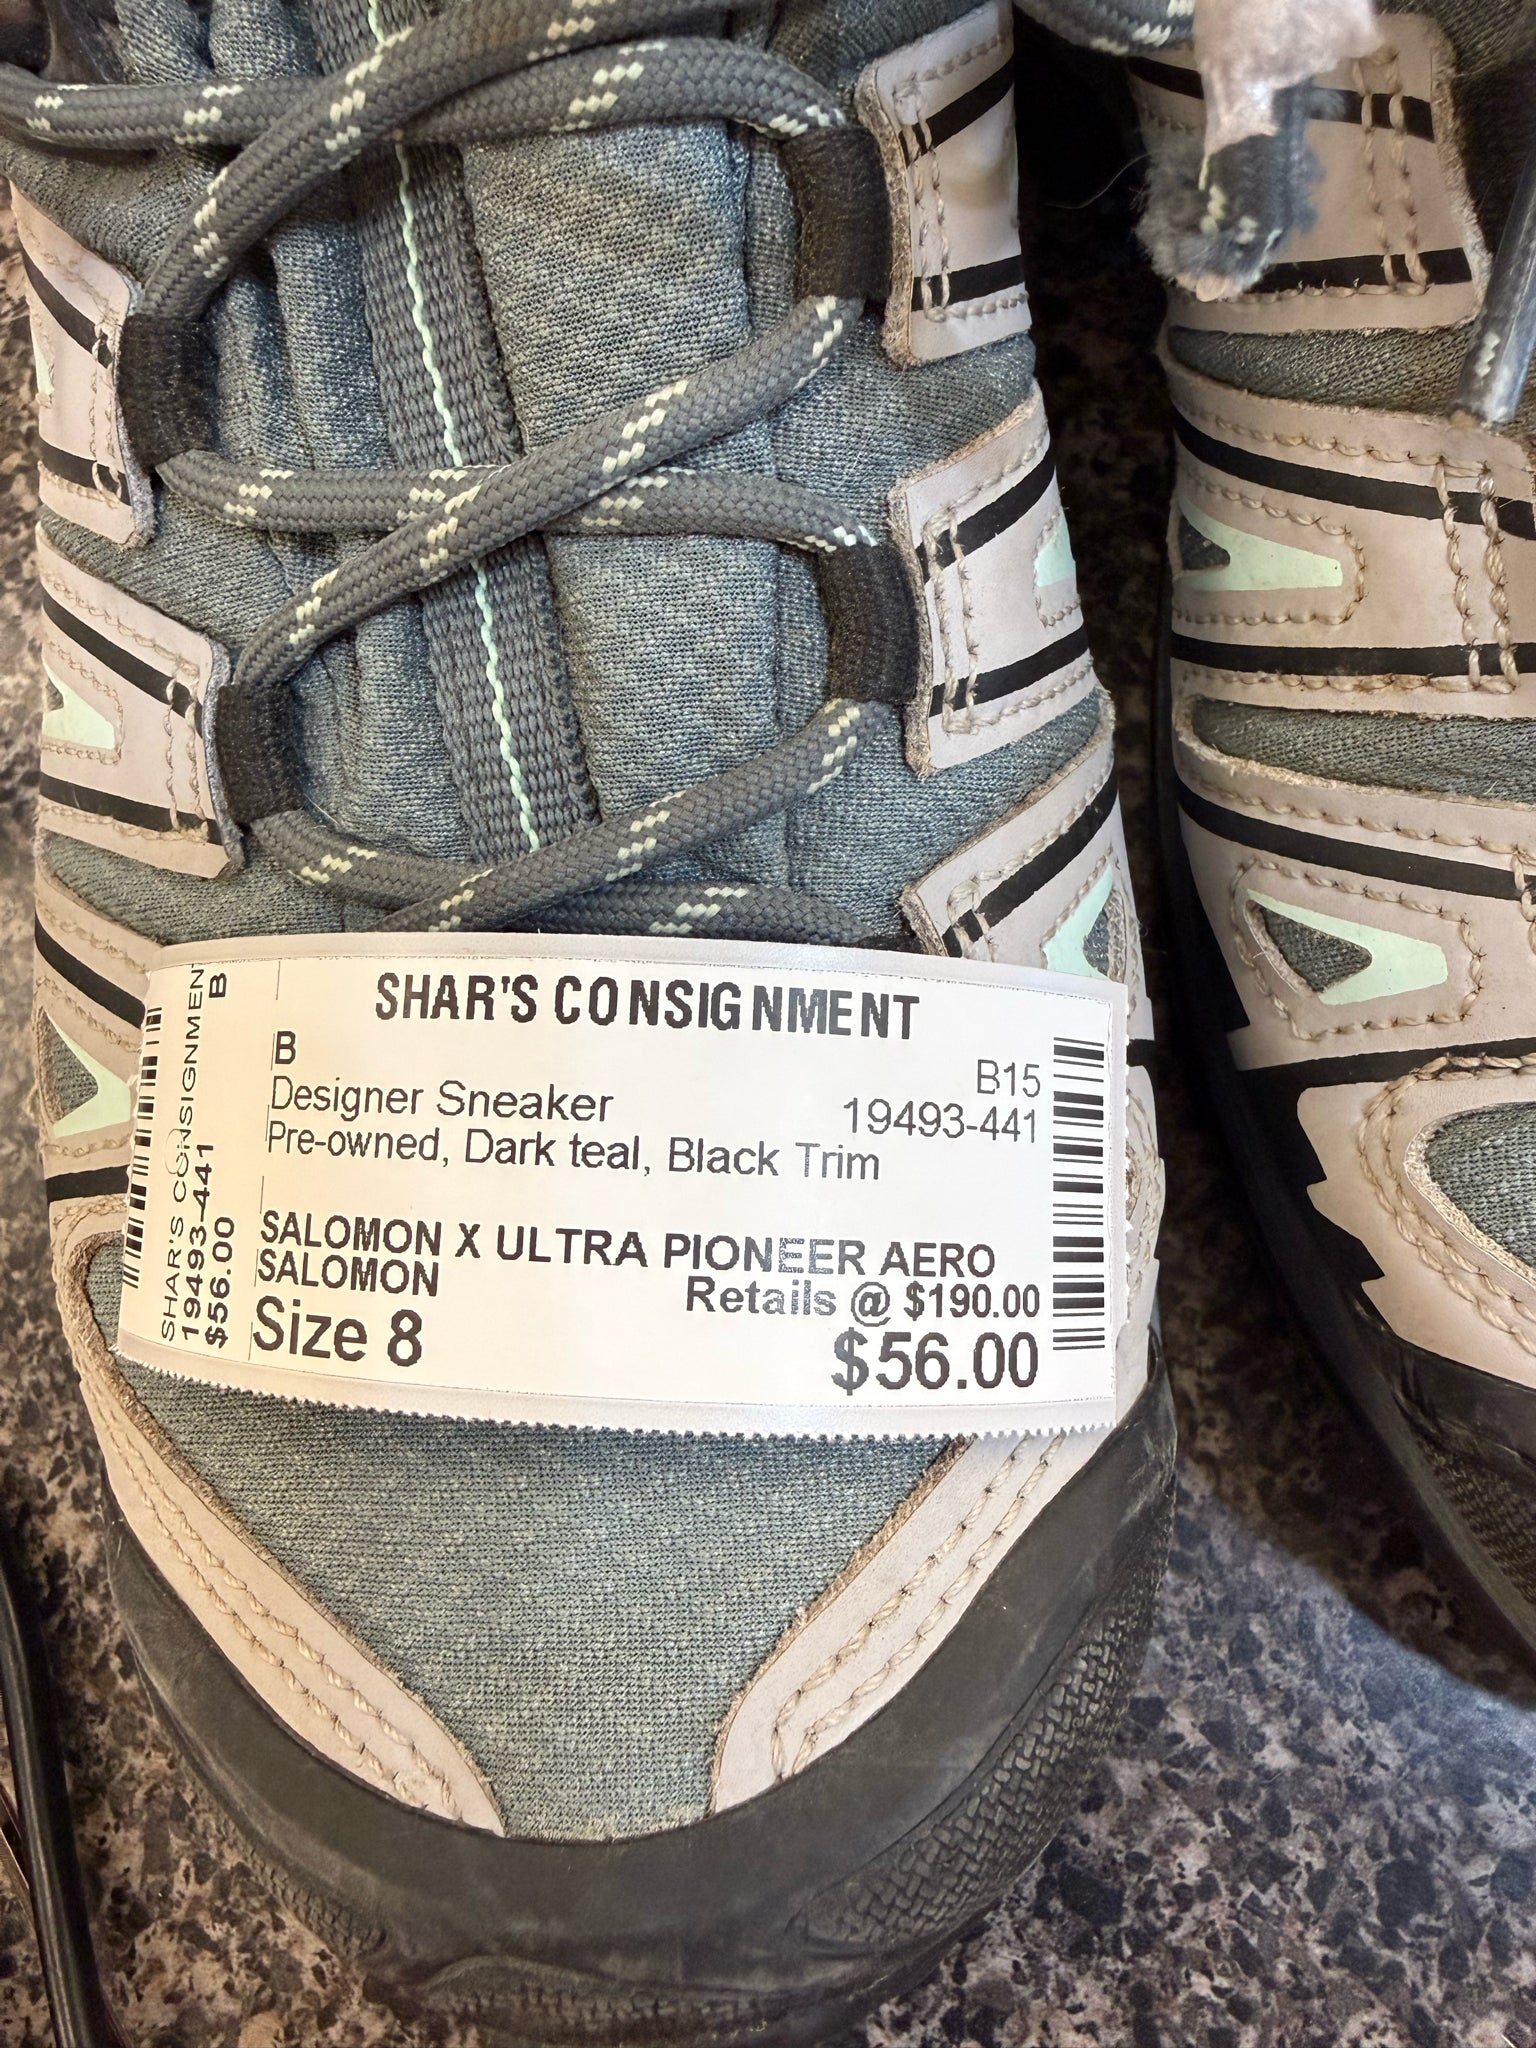 SHAR'S CONSIGNMENT
B
B15
Designer Sneaker
19493-441
Pre-owned, Dark teal, Black Trim
SALOMON X ULTRA PIONEER AERO
SALOMON
Retails @ $190.00
Size 8
$56.00
SHAR'S CONSIGNMEN
B
19493-441
$56.00